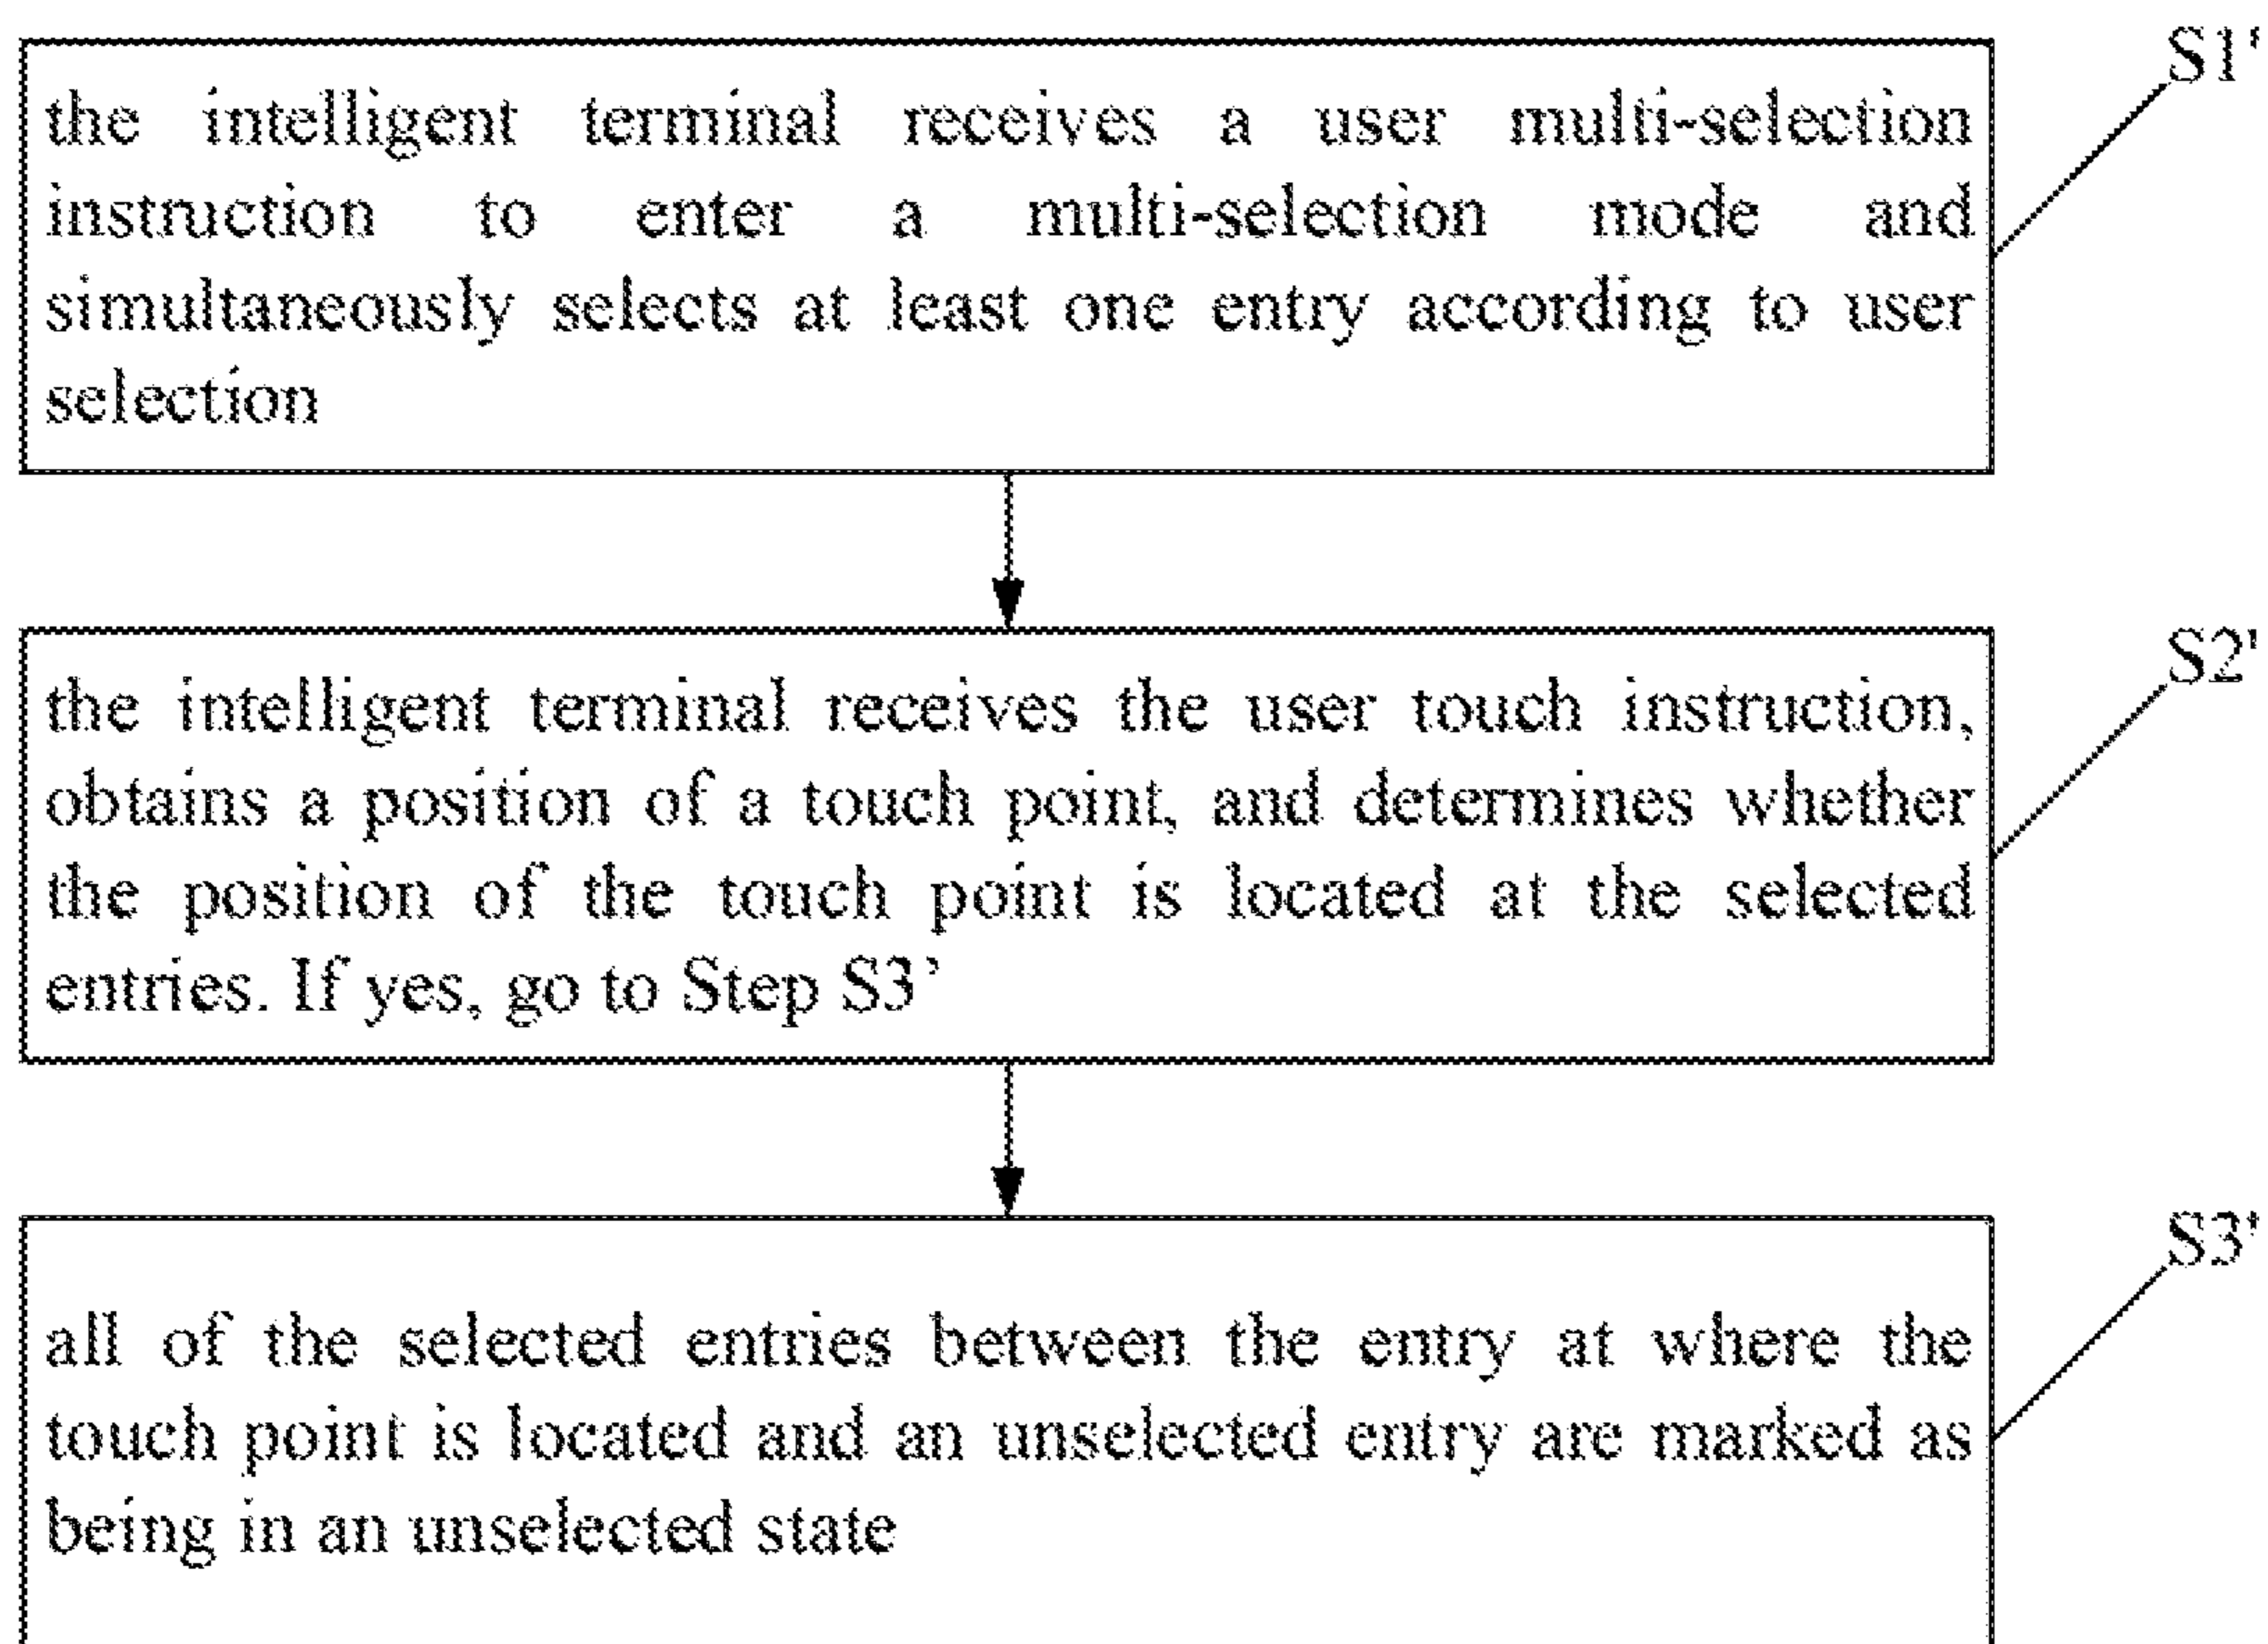 S1'
the intelligent terminal receives a user multi-selection
instruction to enter a multi-selection mode and
simultaneously selects at least one entry according to user
selection
S2'
the intelligent terminal receives the user touch instruction,
obtains a position of a touch point, and determines whether
the position of the touch point is located at the selected
entries. If yes, go to Step S3’
S3'
all of the selected entries between the entry at where the
touch point is located and an unselected entry are marked as
being in an unselected state